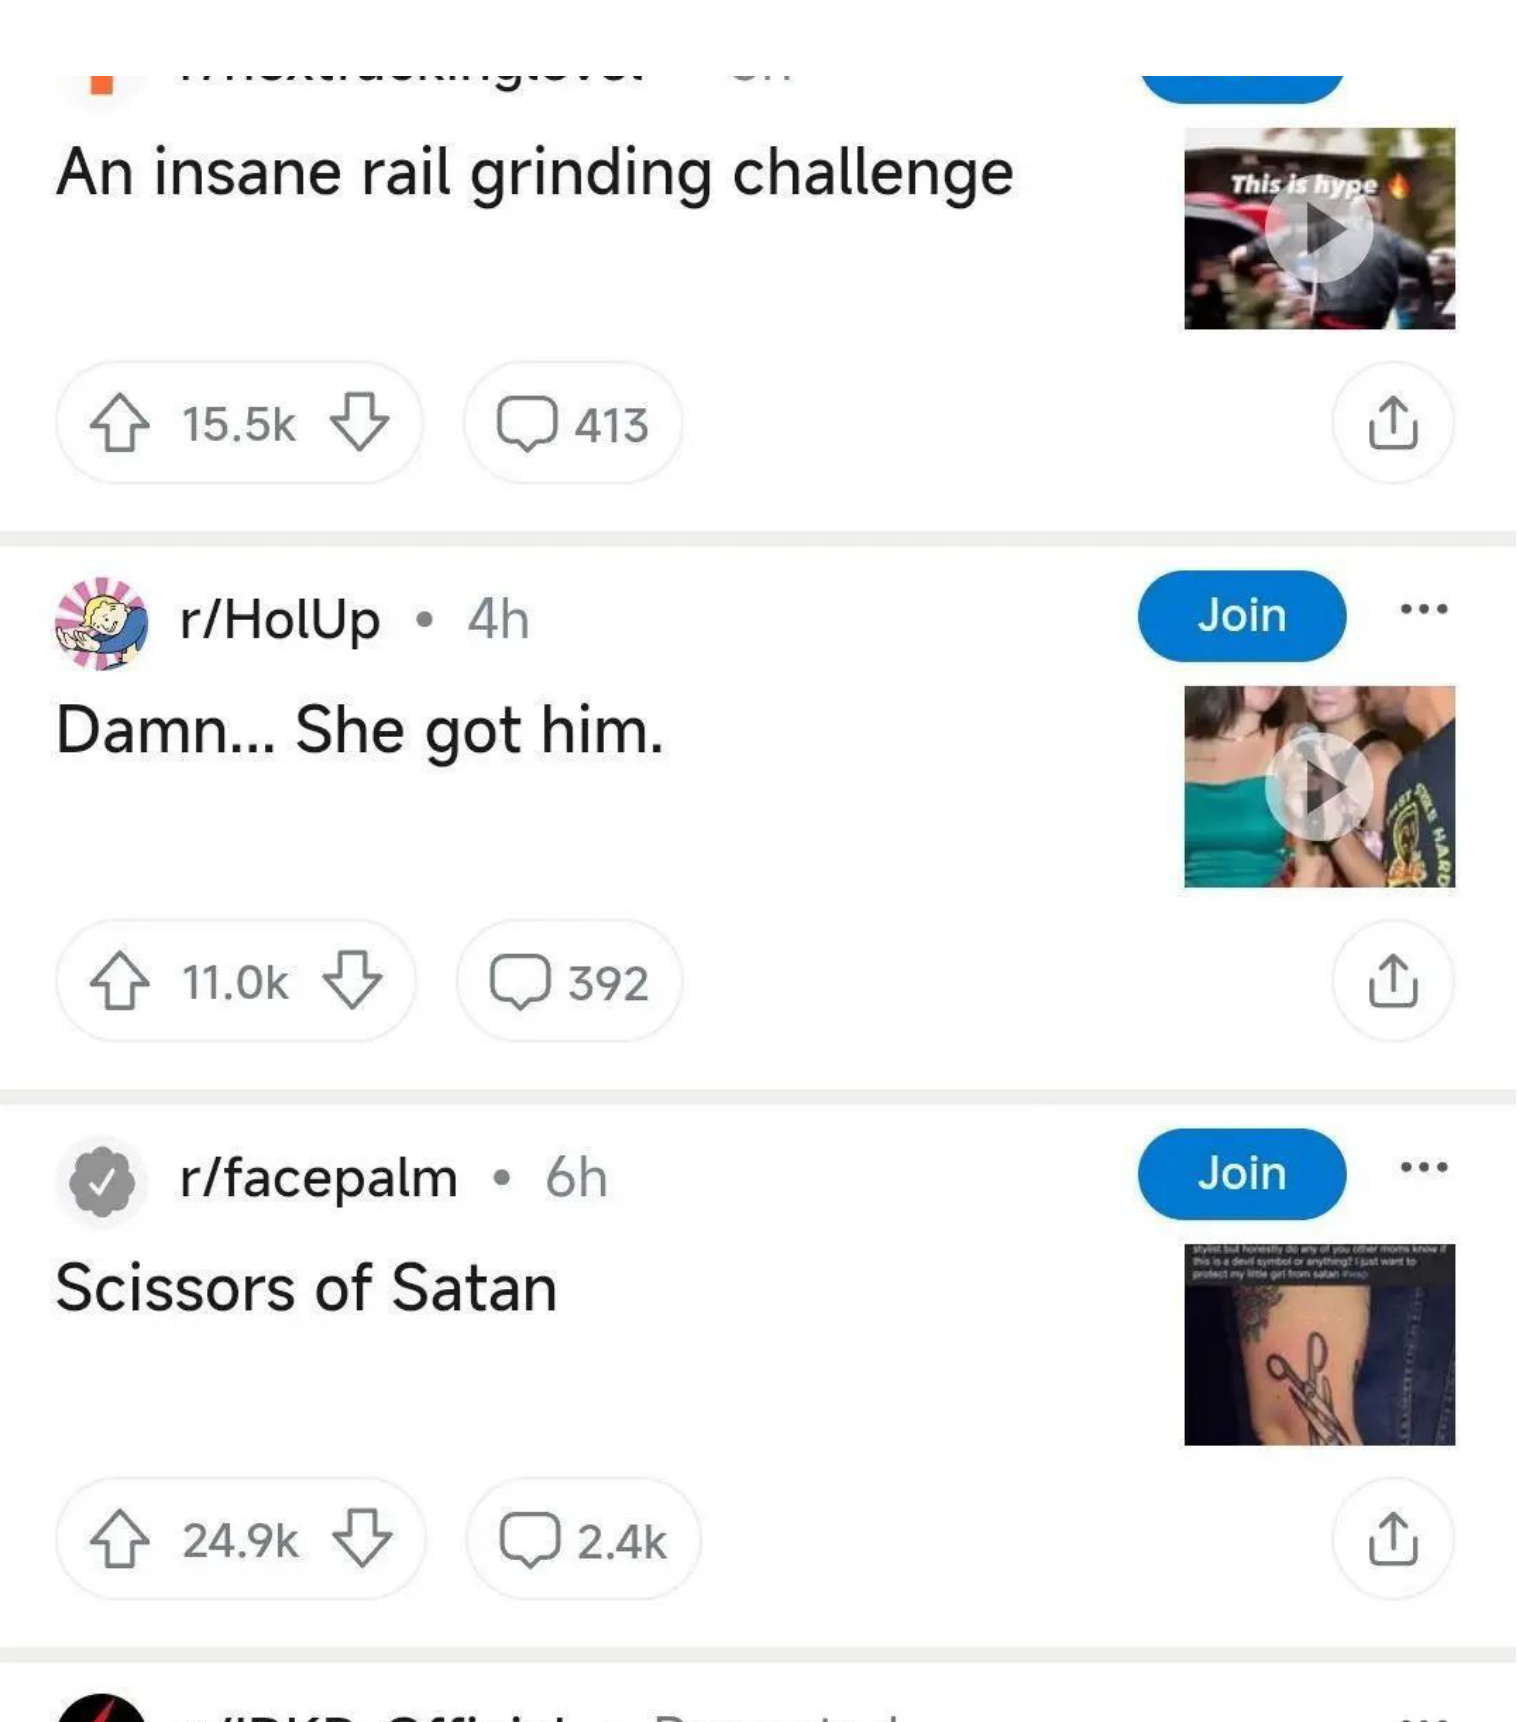 An insane rail grinding challenge
This is hype
15.5k
413
r/HolUp • 4h
Join
Damn... She got him.
HARD
11.0k
392
r/facepalm • 6h
Join
Scissors of Satan
stylist but honestly do any of you other moms know if
this is a devil symbol or anything? I just want to
protect my little girl from satan
24.9k
2.4k